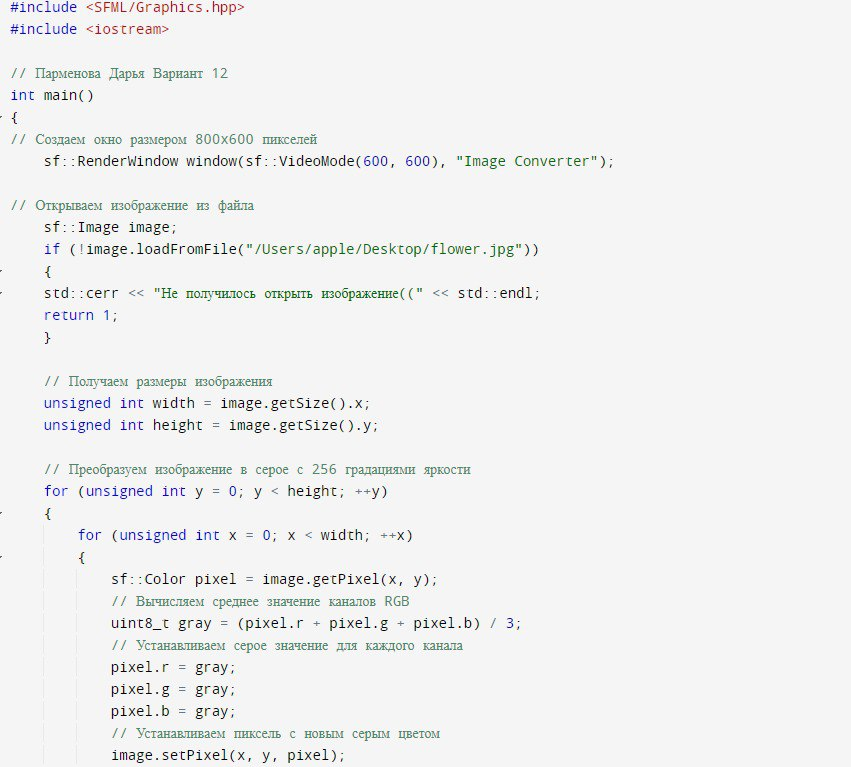 #include <SFML/Graphics.hpp>
#include <iostream>
// Парменова Дарья Вариант 12
int main()
{
// Создаем окно размером 800x600 пикселей
sf::RenderWindow window(sf::VideoMode(600, 600), "Image Converter");
// Открываем изображение из файла
sf::Image image;
if (!image.loadFromFile("/Users/apple/Desktop/flower.jpg"))
{
std::cerr << "Не получилось открыть изображение((" << std::endl;
return 1;
}
// Получаем размеры изображения
unsigned int width = image.getSize().x;
unsigned int height = image.getSize().y;
// Преобразуем изображение в серое с 256 градациями яркости
for (unsigned int y = 0; y < height; ++y)
{
for (unsigned int x = 0; x < width; ++x)
{
sf::Color pixel = image.getPixel(x, y);
// Вычисляем среднее значение каналов RGB
uint8_t gray = (pixel.r + pixel.g + pixel.b) / 3;
// Устанавливаем серое значение для каждого канала
pixel.r = gray;
pixel.g = gray;
pixel.b = gray;
// Устанавливаем пиксель с новым серым цветом
image.setPixel(x, y, pixel);